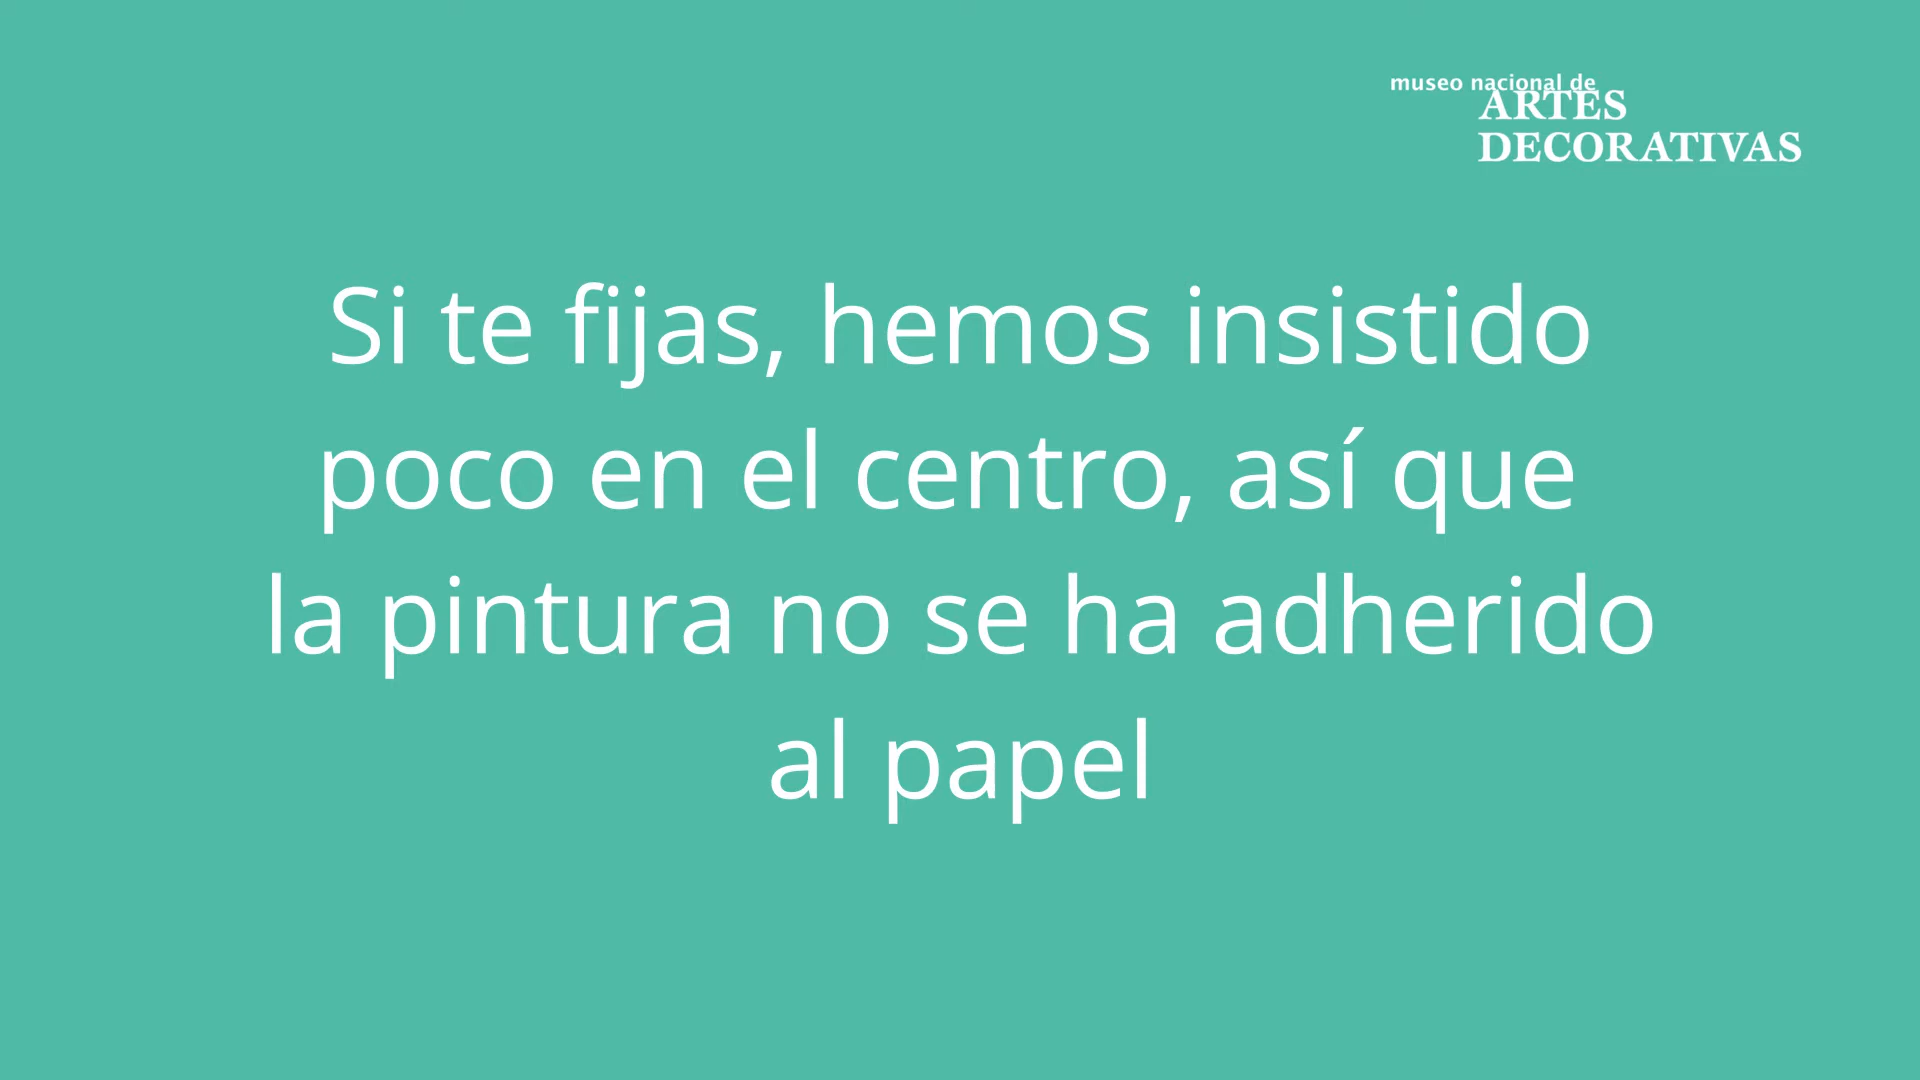 museo nacional de
ARTES
DECORATIVAS
Si te fijas, hemos insistido
poco en el centro, así que
la pintura no se ha adherido
al papel